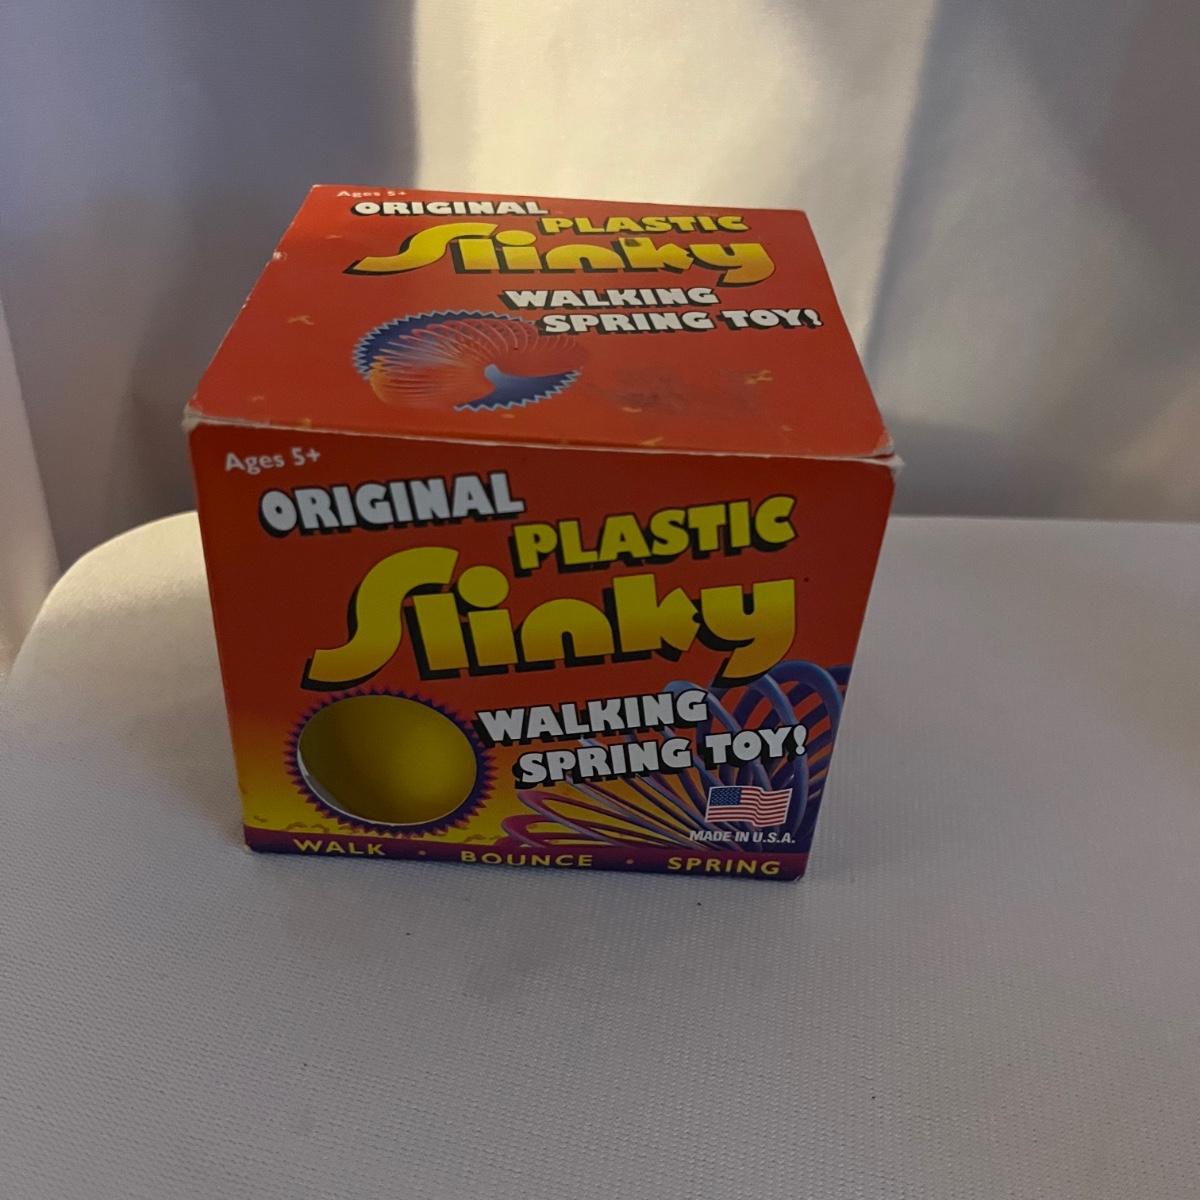 Ages 5+
ORIGINAL
PLASTIC
Slinky
WALKING
SPRING TOY!
Ages 5+
ORIGINAL
PLASTIC
Slinky
WALKING
SPRING TOY!
MADE IN U.S.A.
WALK • BOUNCE • SPRING